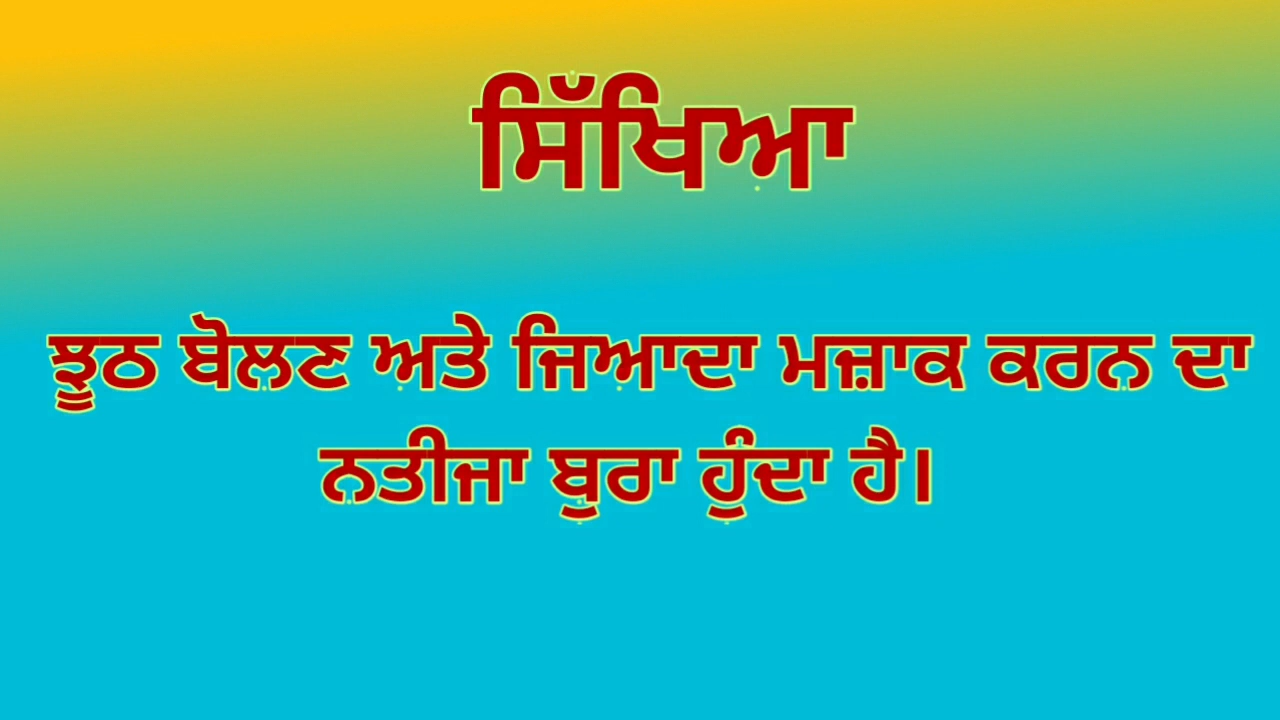 ਸਿੱਖਿਆ
ਝੂਠ ਬੋਲਣ ਅਤੇ ਜਿਆਦਾ ਮਜ਼ਾਕ ਕਰਨ ਦਾ
ਨਤੀਜਾ ਬੁਰਾ ਹੁੰਦਾ ਹੈ।